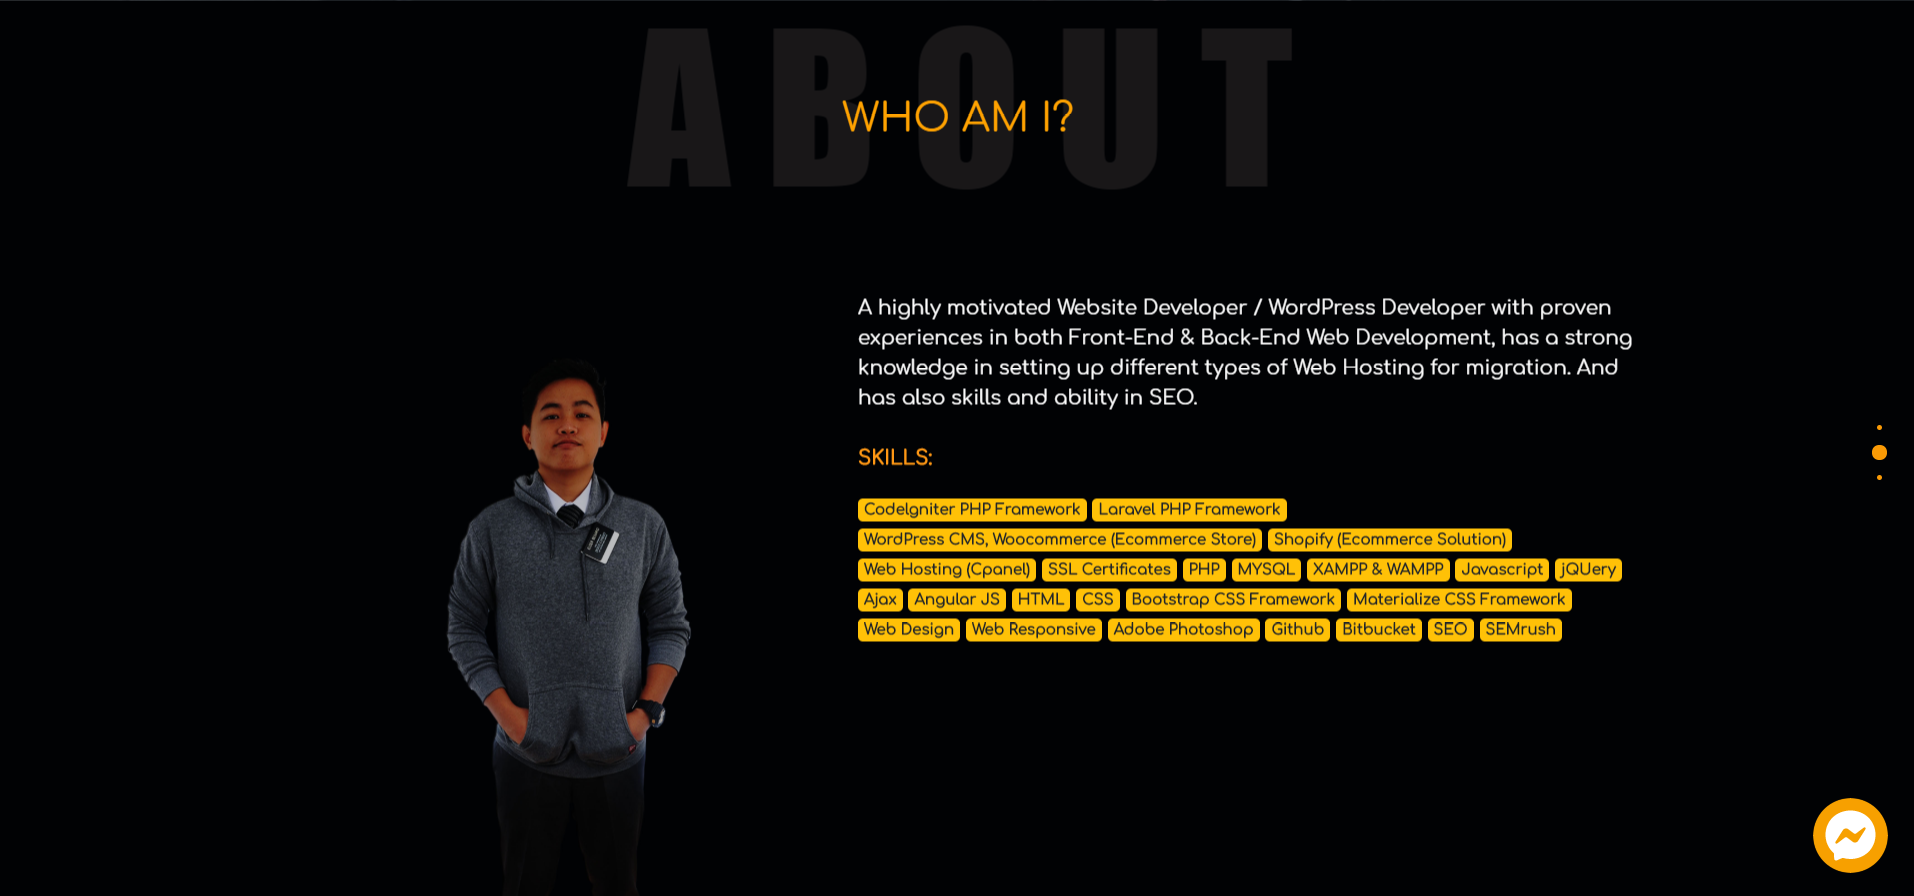 ABOUT
WHO AM I?
A highly motivated Website Developer / WordPress Developer with proven
experiences in both Front-End & Back-End Web Development, has a strong
knowledge in setting up different types of Web Hosting for migration. And
has also skills and ability in SEO.
SKILLS:
CodeIgniter PHP Framework Laravel PHP Framework
WordPress CMS, Woocommerce (Ecommerce Store) Shopify (Ecommerce Solution)
Web Hosting (Cpanel) SSL Certificates PHP MYSQL XAMPP & WAMPP Javascript jQUery
Ajax Angular JS HTML CSS Bootstrap CSS Framework Materialize CSS Framework
Web Design Web Responsive Adobe Photoshop Github Bitbucket SEO SEMrush